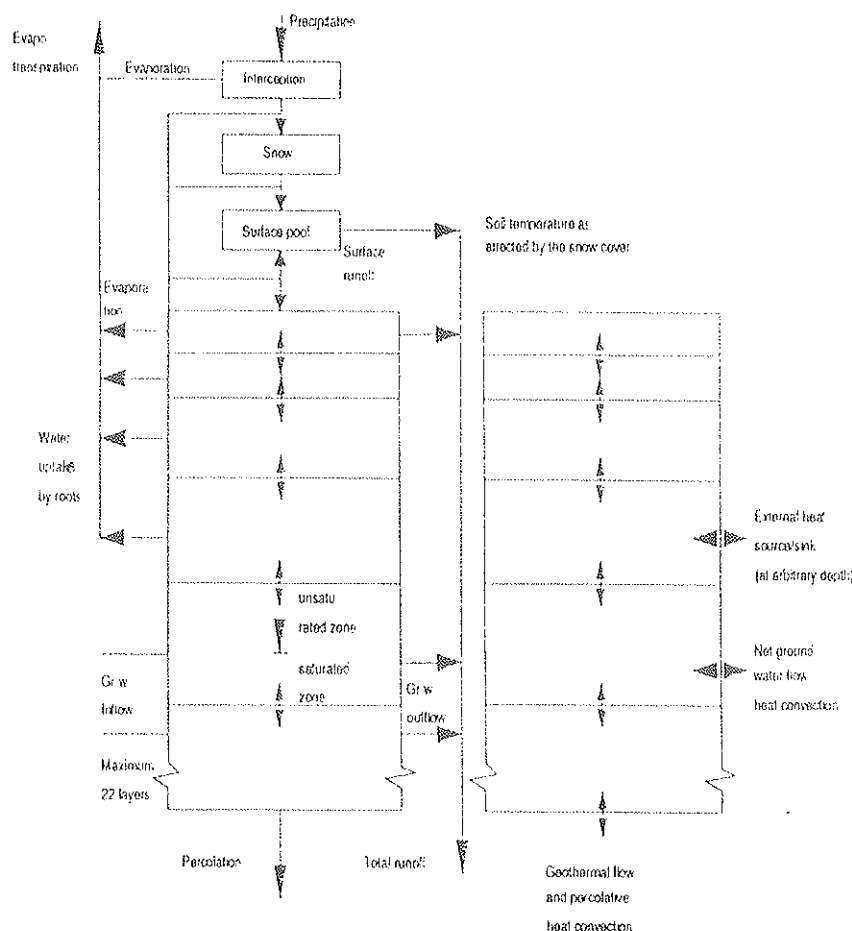 Precipitation
Evapo
transpiration
Evaporation
Interception
Snow
Surface pool
Surface
runoff
Soil temperature as
affected by the snow cover
Evapora
tion
Water
uptake
by roots
External heat
source/sink
(at arbitrary depth)
unsatu
rated zone
saturated
zone
Gr w
Inflow
Gr w
outflow
Net ground
water flow
heat convection
Maximum
22 layers
Percolation
Total runoff
Geothermal flow
and percolative
heat convection